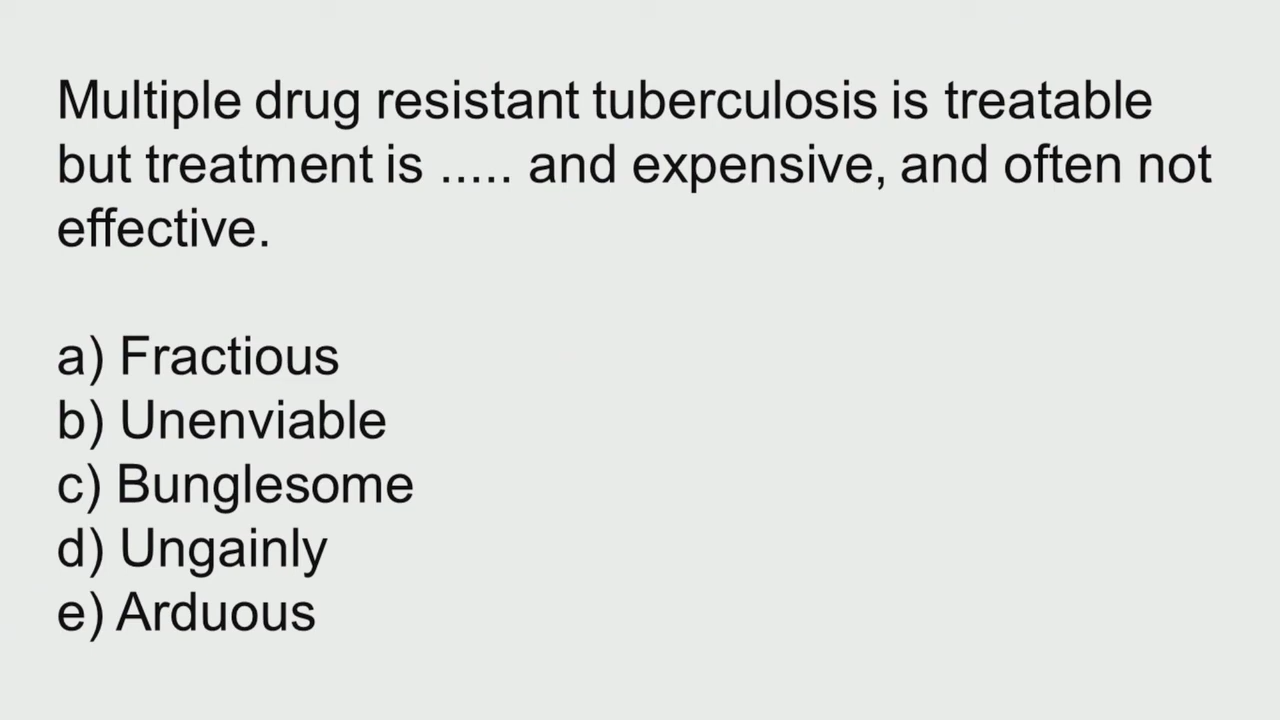 Multiple drug resistant tuberculosis is treatable
but treatment is ..... and expensive, and often not
effective.
a) Fractious
b) Unenviable
c) Bunglesome
d) Ungainly
e) Arduous